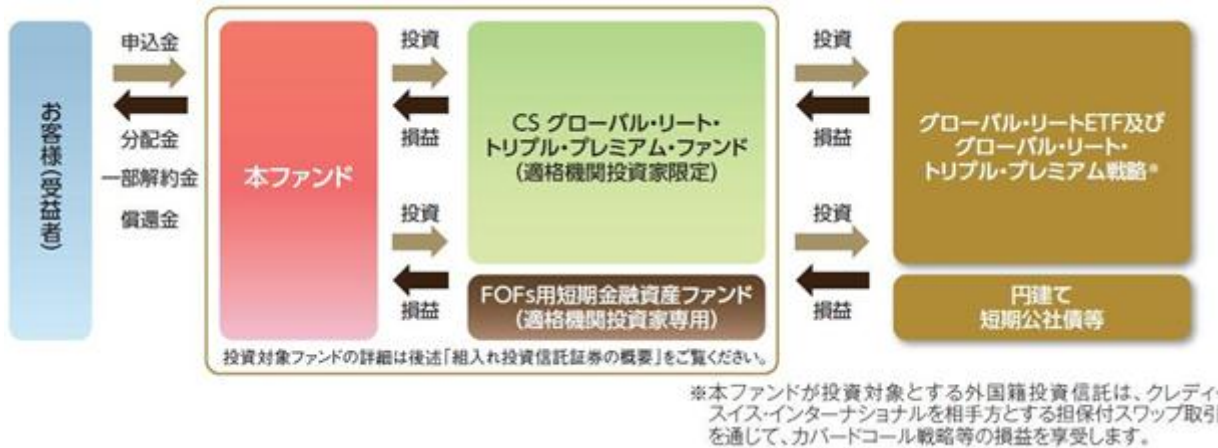 お客様(受益者)
申込金
分配金
一部解約金
償還金
本ファンド
投資
損益
投資
損益
CS グローバル・リート・
トリプル・プレミアム・ファンド
(適格機関投資家限定)
FOFs用短期金融資産ファンド
(適格機関投資家専用)
投資対象ファンドの詳細は後述「組入れ投資信託証券の概要」をご覧ください。
投資
損益
投資
損益
グローバル・リートETF及び
グローバル・リート・
トリプル・プレミアム戦略※
円建て
短期公社債等
※本ファンドが投資対象とする外国籍投資信託は、クレディ・
スイス・インターナショナルを相手方とする担保付スワップ取引
を通じて、カバードコール戦略等の損益を享受します。